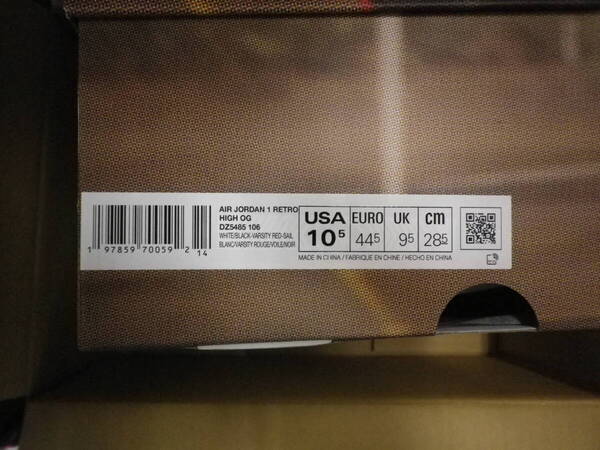 AIR JORDAN 1 RETRO
HIGH OG
DZ5485 106
WHITE/BLACK-VARSITY RED-SAIL
BLANC/VARSITY ROUGE/VOILE/NOIR
1 97859 70059 2
14
USA EURO UK cm
10⁵ 44⁵ 9⁵ 28⁵
MADE IN CHINA / FABRIQUE EN CHINE / HECHO EN CHINA